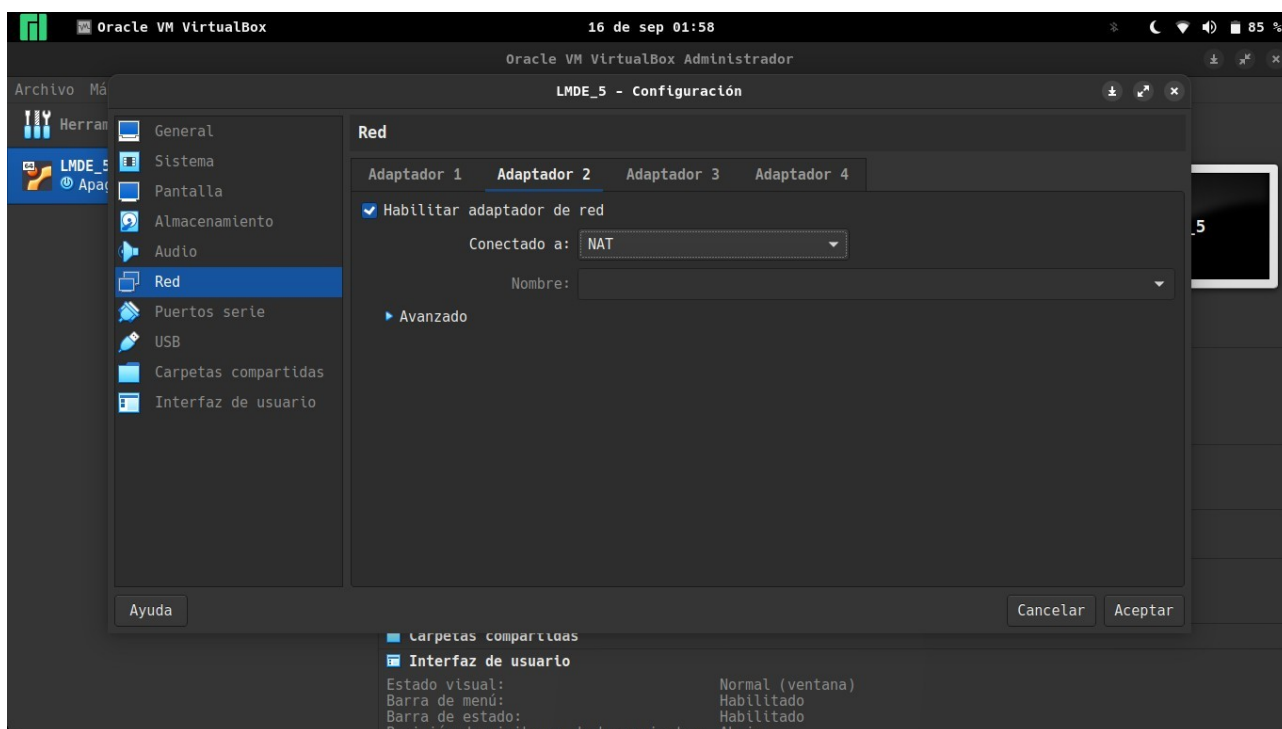 Oracle VM VirtualBox
16 de sep 01:58
85 %
Oracle VM VirtualBox Administrador
Archivo
LMDE_5 - Configuración
General
Red
Sistema
Adaptador 1
Adaptador 2
Adaptador 3
Adaptador 4
LMDE_5
64
Pantalla
Habilitar adaptador de red
Almacenamiento
_5
Conectado a: NAT
Audio
Red
Nombre:
Puertos serie
Avanzado
USB
Carpetas compartidas
Interfaz de usuario
Ayuda
Cancelar
Aceptar
Carpetas compartidas
Interfaz de usuario
Estado visual: Normal (ventana)
Barra de menú: Habilitado
Barra de estado: Habilitado